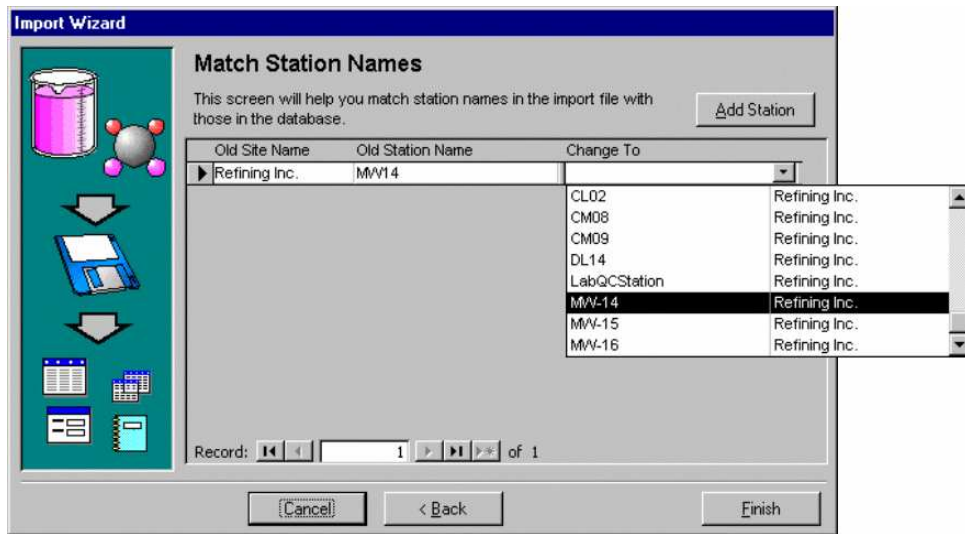 Import Wizard
Match Station Names
This screen will help you match station names in the import file with
those in the database.
Add Station
Old Site Name Old Station Name Change To
Refining Inc. MW14
CL02 Refining Inc.
CM08 Refining Inc.
CM09 Refining Inc.
DL14 Refining Inc.
LabQCStation Refining Inc.
MW-14 Refining Inc.
MW-15 Refining Inc.
MW-16 Refining Inc.
Record: 1 of 1
Cancel < Back Finish